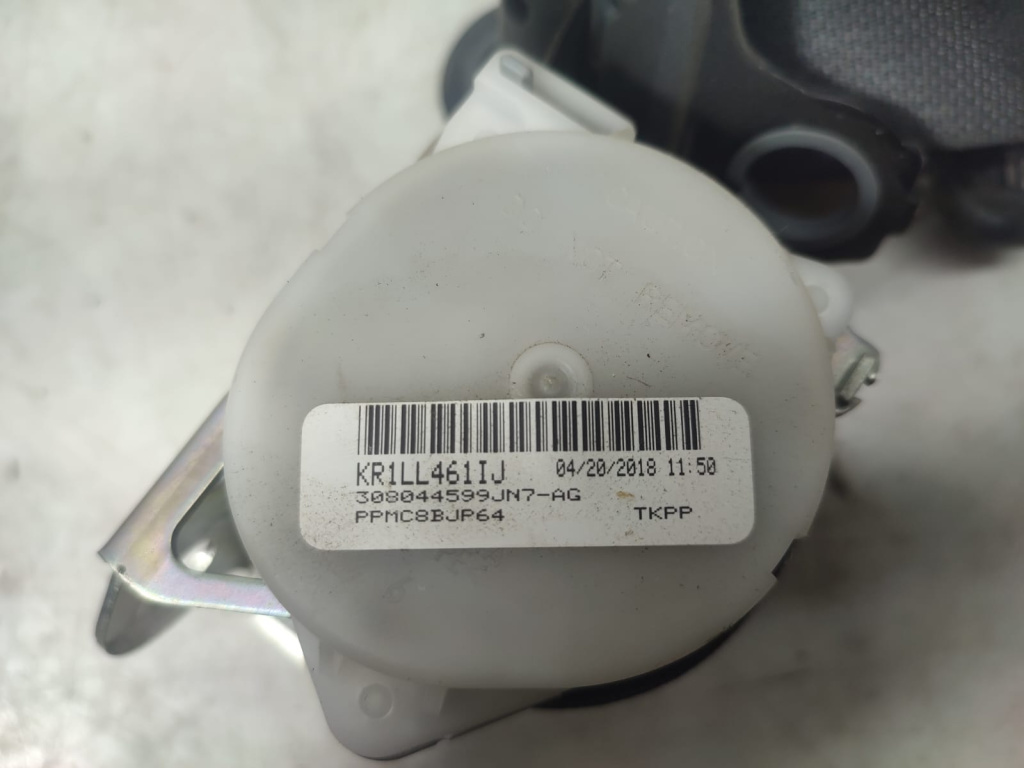 KR1LL461IJ 04/20/2018 11:50
308044599JN7-AG
PPMC8BJP64 TKPP